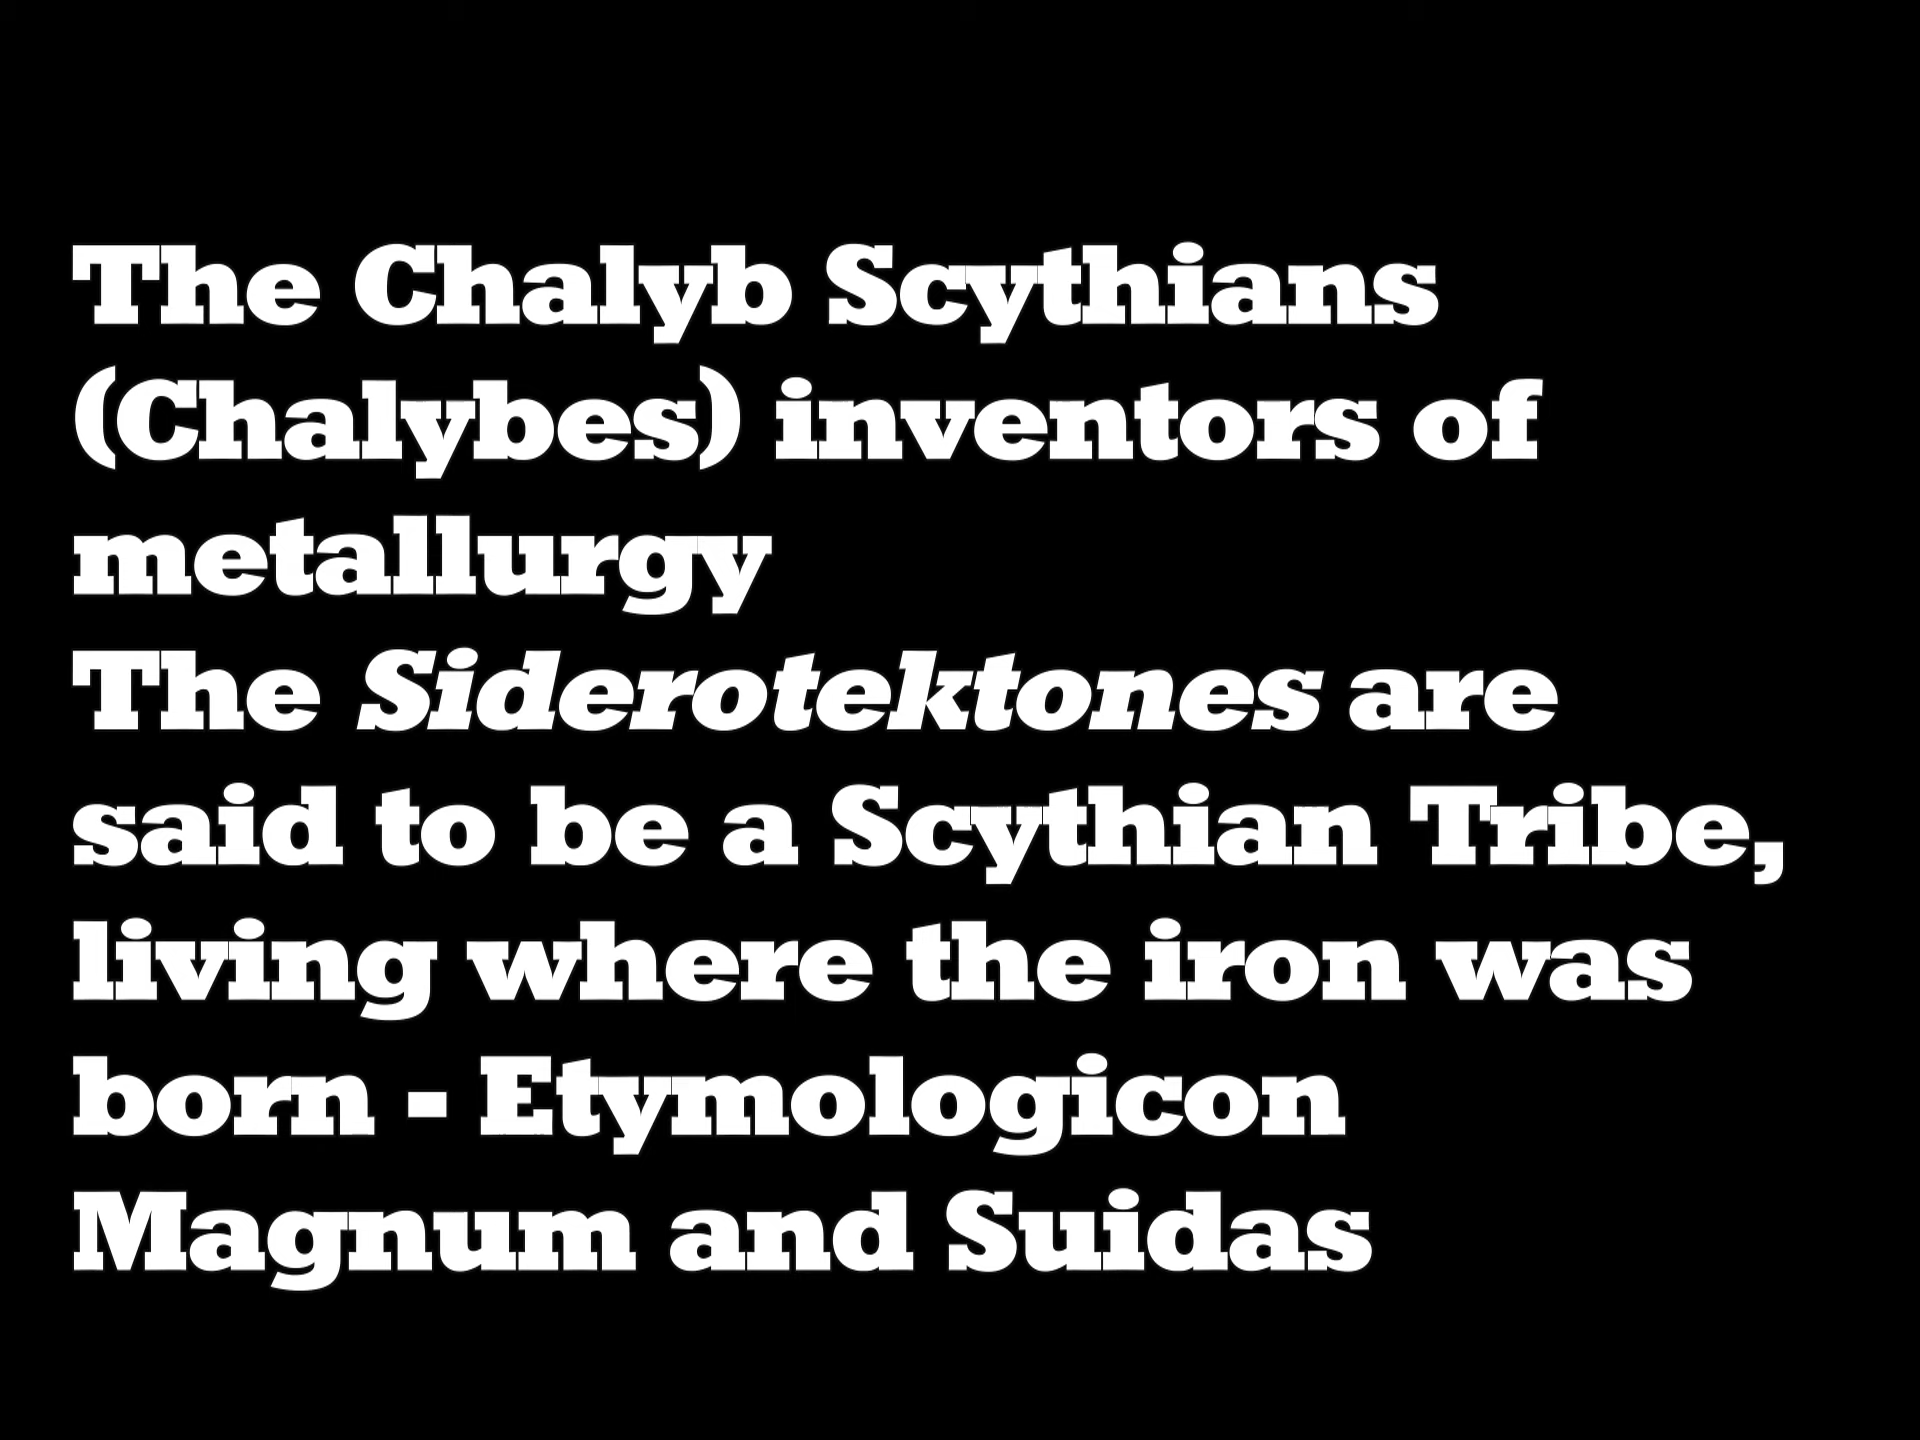 The Chalyb Scythians
(Chalybes) inventors of
metallurgy
The Siderotektones are
said to be a Scythian Tribe,
living where the iron was
born - Etymologicon
Magnum and Suidas